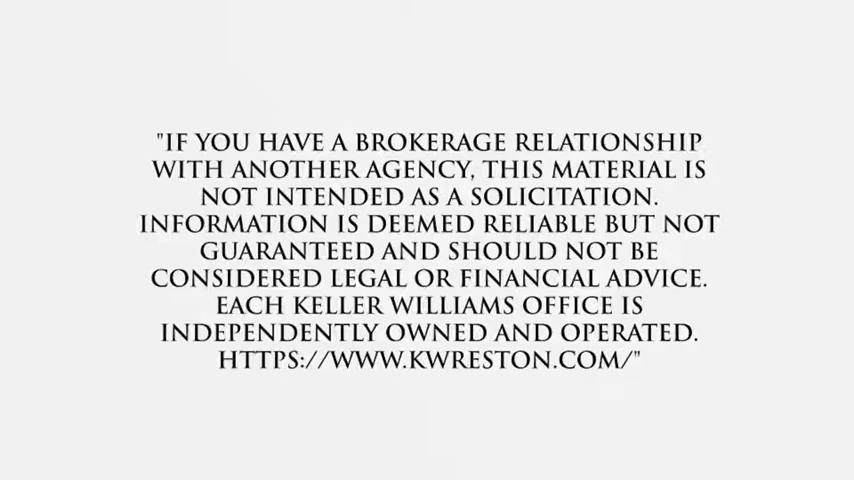 "IF YOU HAVE A BROKERAGE RELATIONSHIP
WITH ANOTHER AGENCY, THIS MATERIAL IS
NOT INTENDED AS A SOLICITATION.
INFORMATION IS DEEMED RELIABLE BUT NOT
GUARANTEED AND SHOULD NOT BE
CONSIDERED LEGAL OR FINANCIAL ADVICE.
EACH KELLER WILLIAMS OFFICE IS
INDEPENDENTLY OWNED AND OPERATED.
HTTPS://WWW.KWRESTON.COM/"